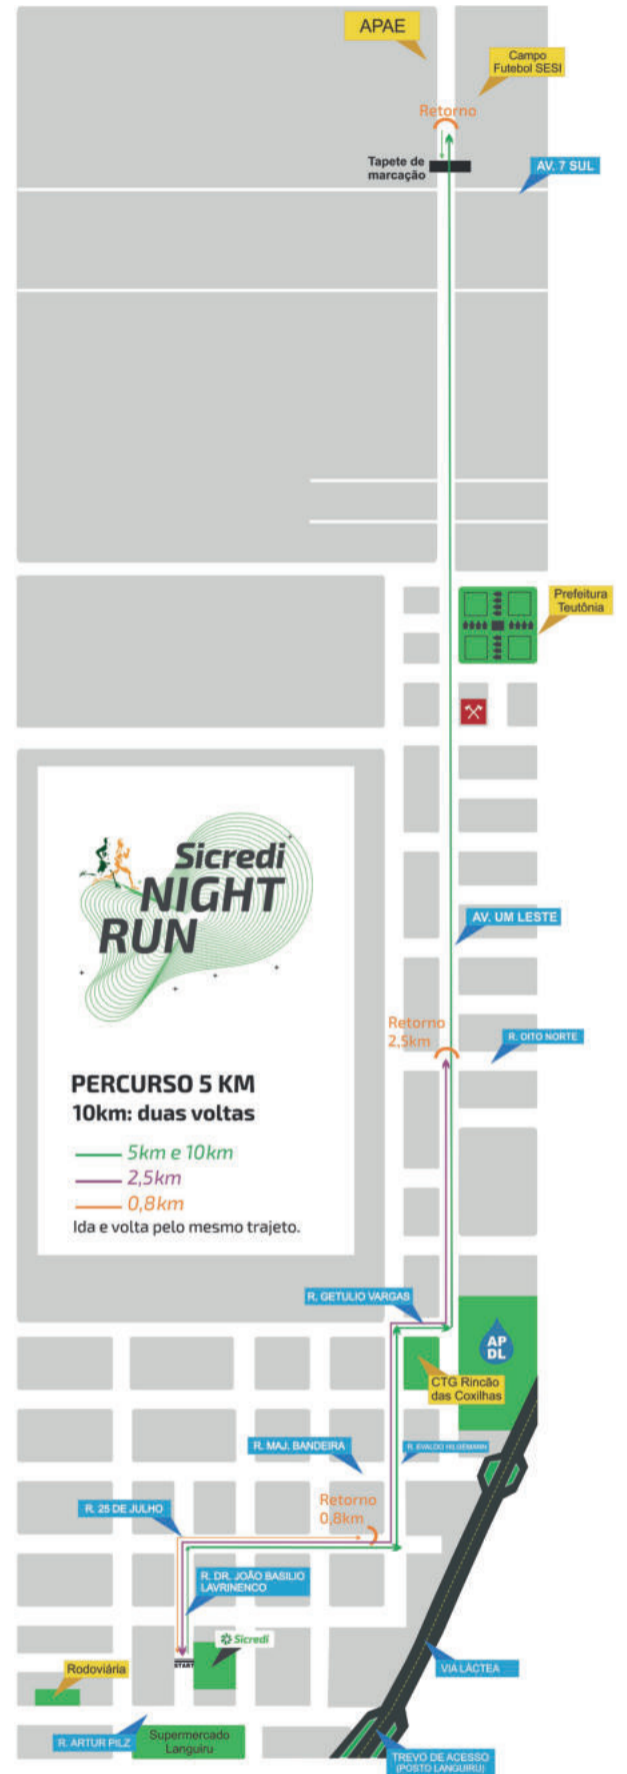 APAE
Campo
Futebol SESI
Retorno
Tapete de
marcação
AV. 7 SUL
Prefeitura
Teutônia
Sicredi
NIGHT
RUN
AV. UM LESTE
Retorno
2,5km
R. OITO NORTE
PERCURSO 5 KM
10km: duas voltas
5km e 10km
2,5km
0,8km
Ida e volta pelo mesmo trajeto.
R. GETULIO VARGAS
AP
DL
CTG Rincão
das Coxilhas
R. MAJ. BANDEIRA
R. EVALDO HILGEMANN
Retorno
0,8km
R. 25 DE JULHO
R. DR. JOÃO BASILIO
LAVRINENCO
Sicredi
START
Rodoviária
VIA LÁCTEA
R. ARTUR PILZ
Supermercado
Languiru
TREVO DE ACESSO
(POSTO LANGUIRU)